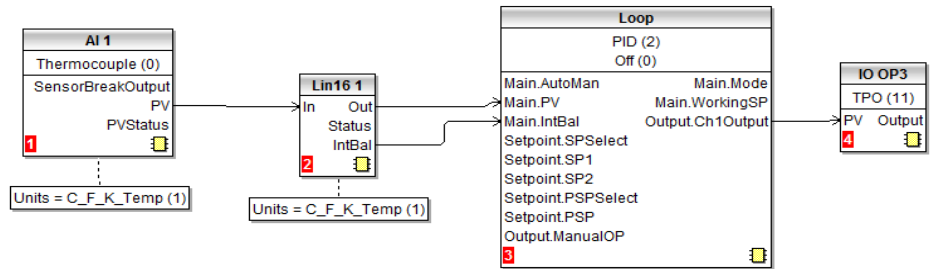 AI 1
Thermocouple (0)
SensorBreakOutput
PV
PVStatus
1
Units = C_F_K_Temp (1)
Lin16 1
In Out
Status
IntBal
2
Units = C_F_K_Temp (1)
Loop
PID (2)
Off (0)
Main.AutoMan Main.Mode
Main.PV Main.WorkingSP
Main.IntBal Output.Ch1Output
Setpoint.SPSelect
Setpoint.SP1
Setpoint.SP2
Setpoint.PSPSelect
Setpoint.PSP
Output.ManualOP
3
IO OP3
TPO (11)
PV Output
4